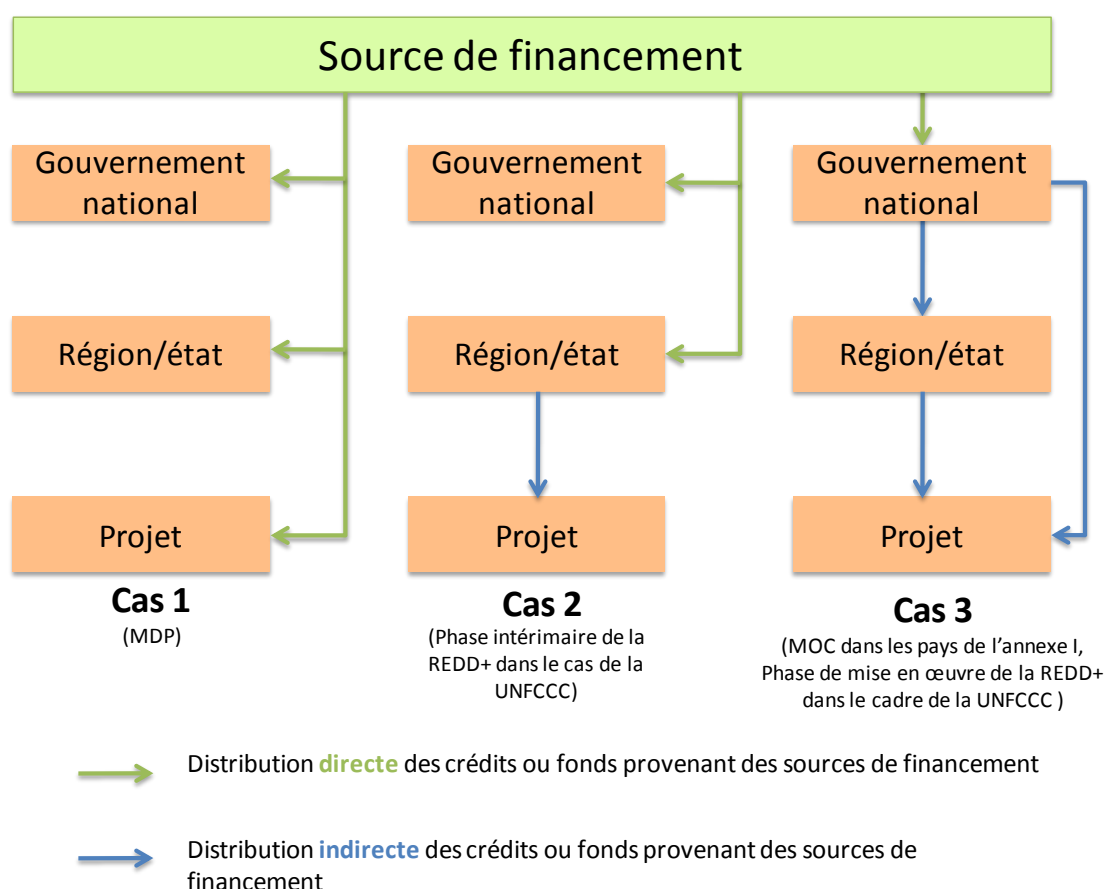 Source de financement
Gouvernement
national
Gouvernement
national
Gouvernement
national
Région/état
Région/état
Région/état
Projet
Projet
Projet
Cas 1
(MDP)
Cas 2
(Phase intérimaire de la
REDD+ dans le cas de la
UNFCCC)
Cas 3
(MOC dans les pays de l'annexe I,
Phase de mise en œuvre de la REDD+
dans le cadre de la UNFCCC )
Distribution directe des crédits ou fonds provenant des sources de financement
Distribution indirecte des crédits ou fonds provenant des sources de
financement